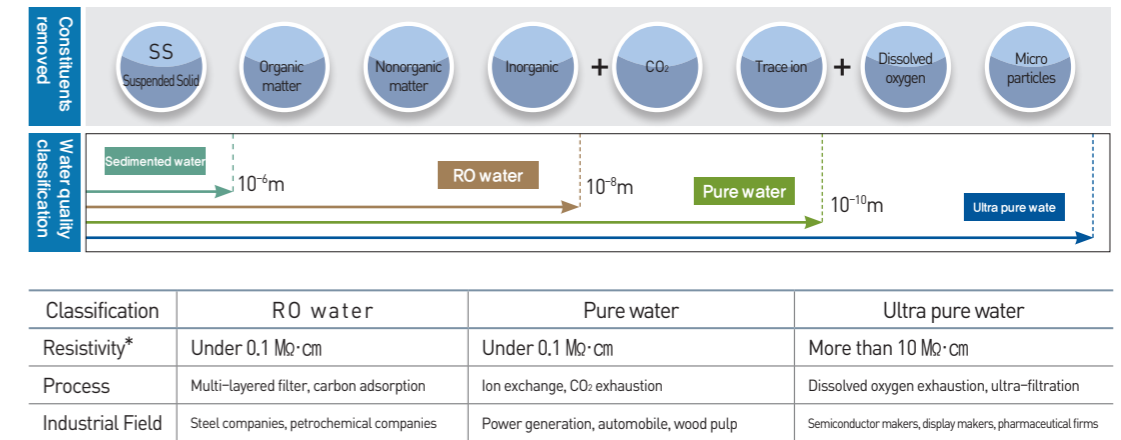 Constituents removed
SS
Suspended Solid
Organic
matter
Nonorganic
matter
Inorganic
+
CO₂
Trace ion
+
Dissolved
oxygen
Micro
particles
Water quality classification
Sedimented water
10⁻⁶m
RO water
10⁻⁸m
Pure water
10⁻¹⁰m
Ultra pure wate
Classification RO water Pure water Ultra pure water
Resistivity* Under 0.1 ㏁·㎝ Under 0.1 ㏁·㎝ More than 10 ㏁·㎝
Process Multi-layered filter, carbon adsorption Ion exchange, CO₂ exhaustion Dissolved oxygen exhaustion, ultra-filtration
Industrial Field Steel companies, petrochemical companies Power generation, automobile, wood pulp Semiconductor makers, display makers, pharmaceutical firms